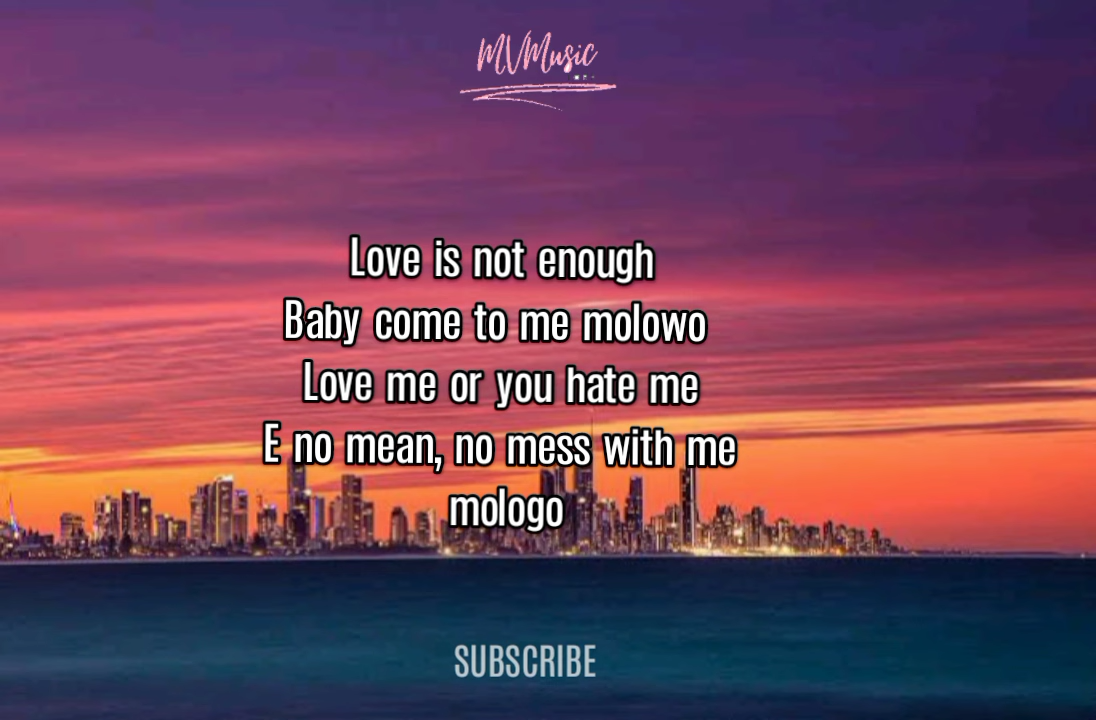 MVMusic
Love is not enough
Baby come to me molowo
Love me or you hate me
E no mean, no mess with me
mologo
SUBSCRIBE